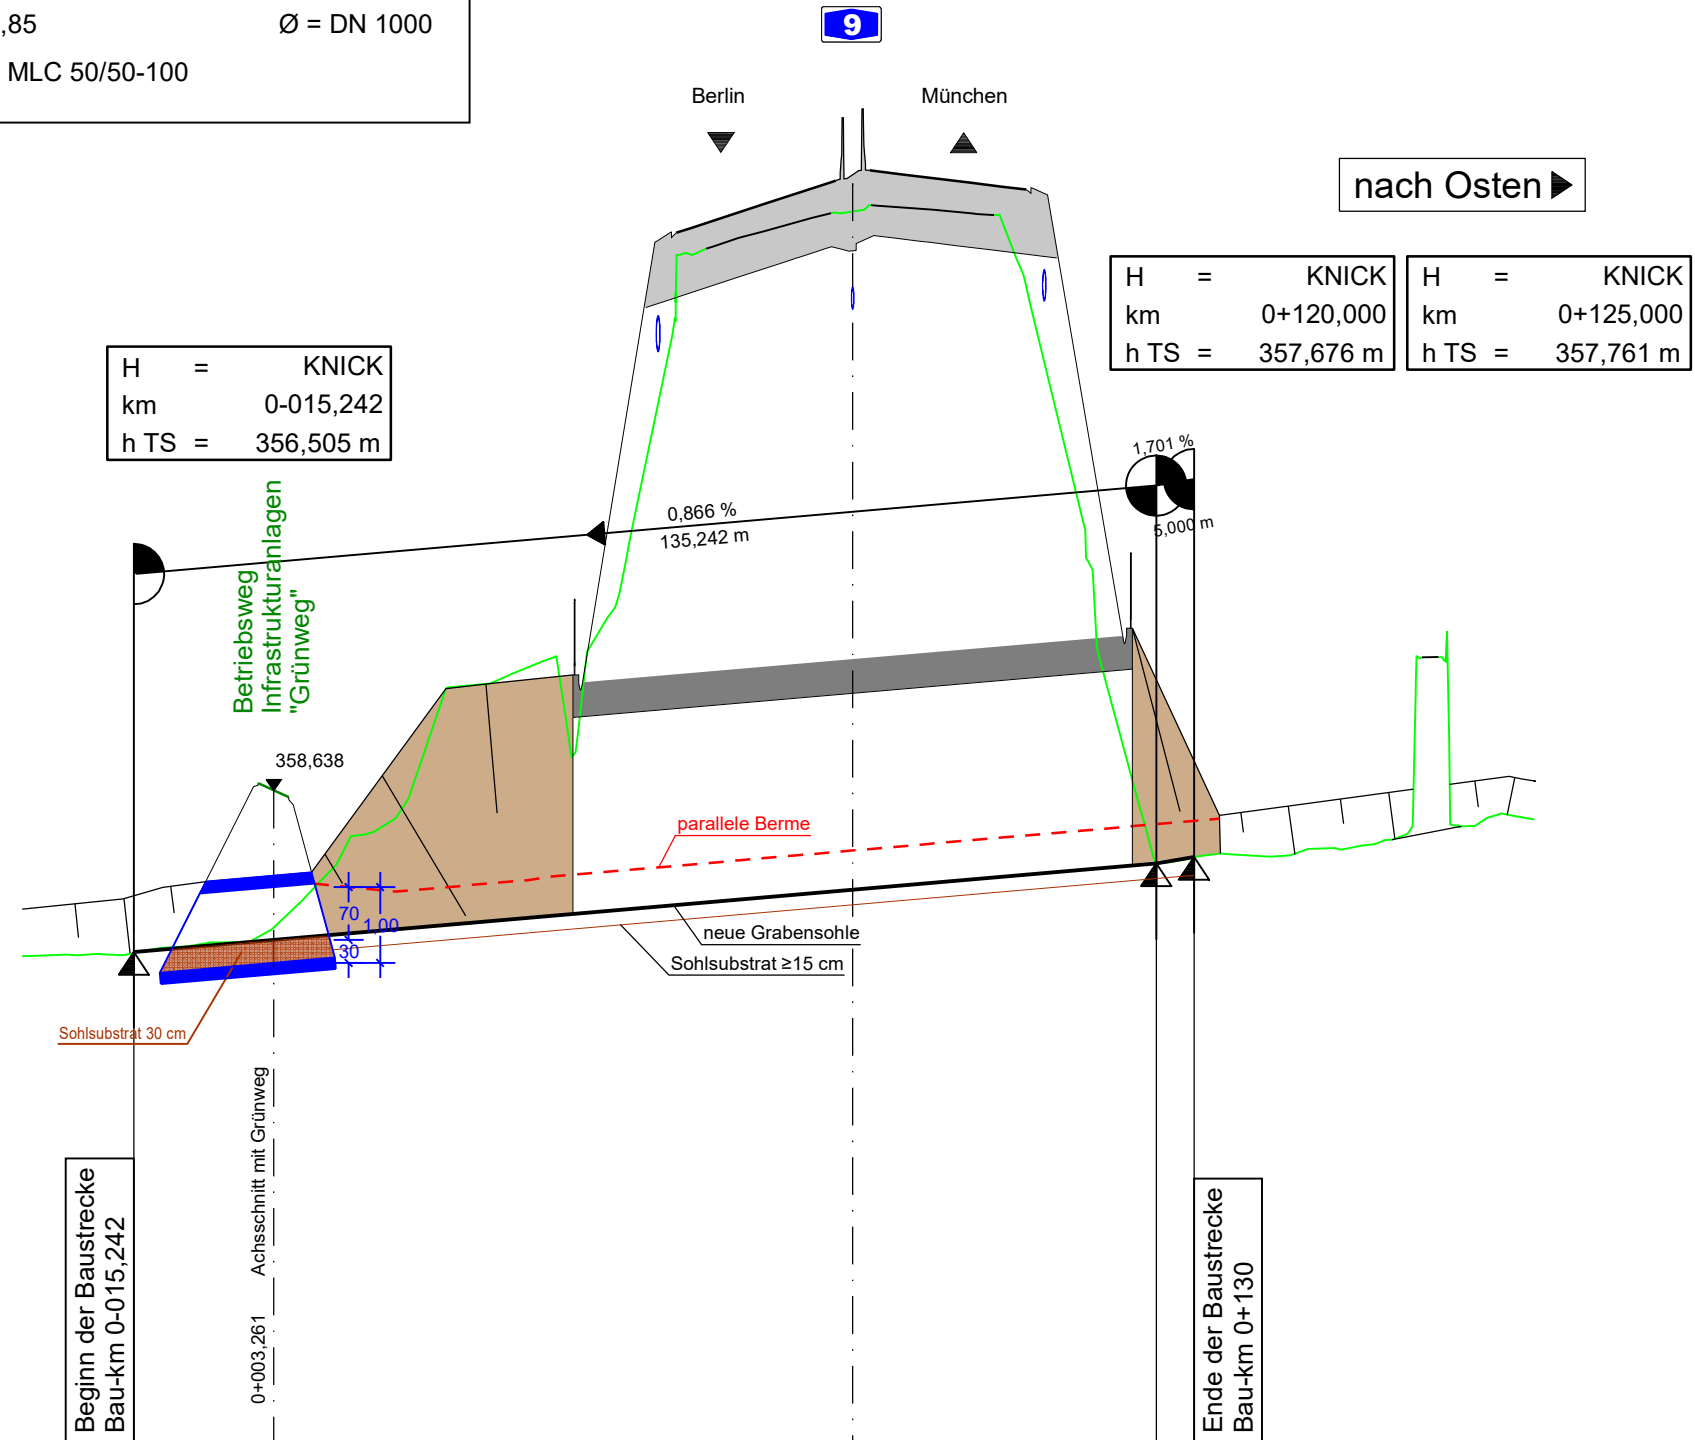 ,85 Ø = DN 1000
MLC 50/50-100
9
Berlin München
nach Osten
H = KNICK
km 0+120,000
h TS = 357,676 m
H = KNICK
km 0+125,000
h TS = 357,761 m
H = KNICK
km 0-015,242
h TS = 356,505 m
1,701 %
5,000 m
0,866 %
135,242 m
Betriebsweg
Infrastrukturanlagen
"Grünweg"
358,638
parallele Berme
70
1,00
30
neue Grabensohle
Sohlsubstrat ≥15 cm
Sohlsubstrat 30 cm
0+003,261 Achsschnitt mit Grünweg
Beginn der Baustrecke
Bau-km 0-015,242
Ende der Baustrecke
Bau-km 0+130